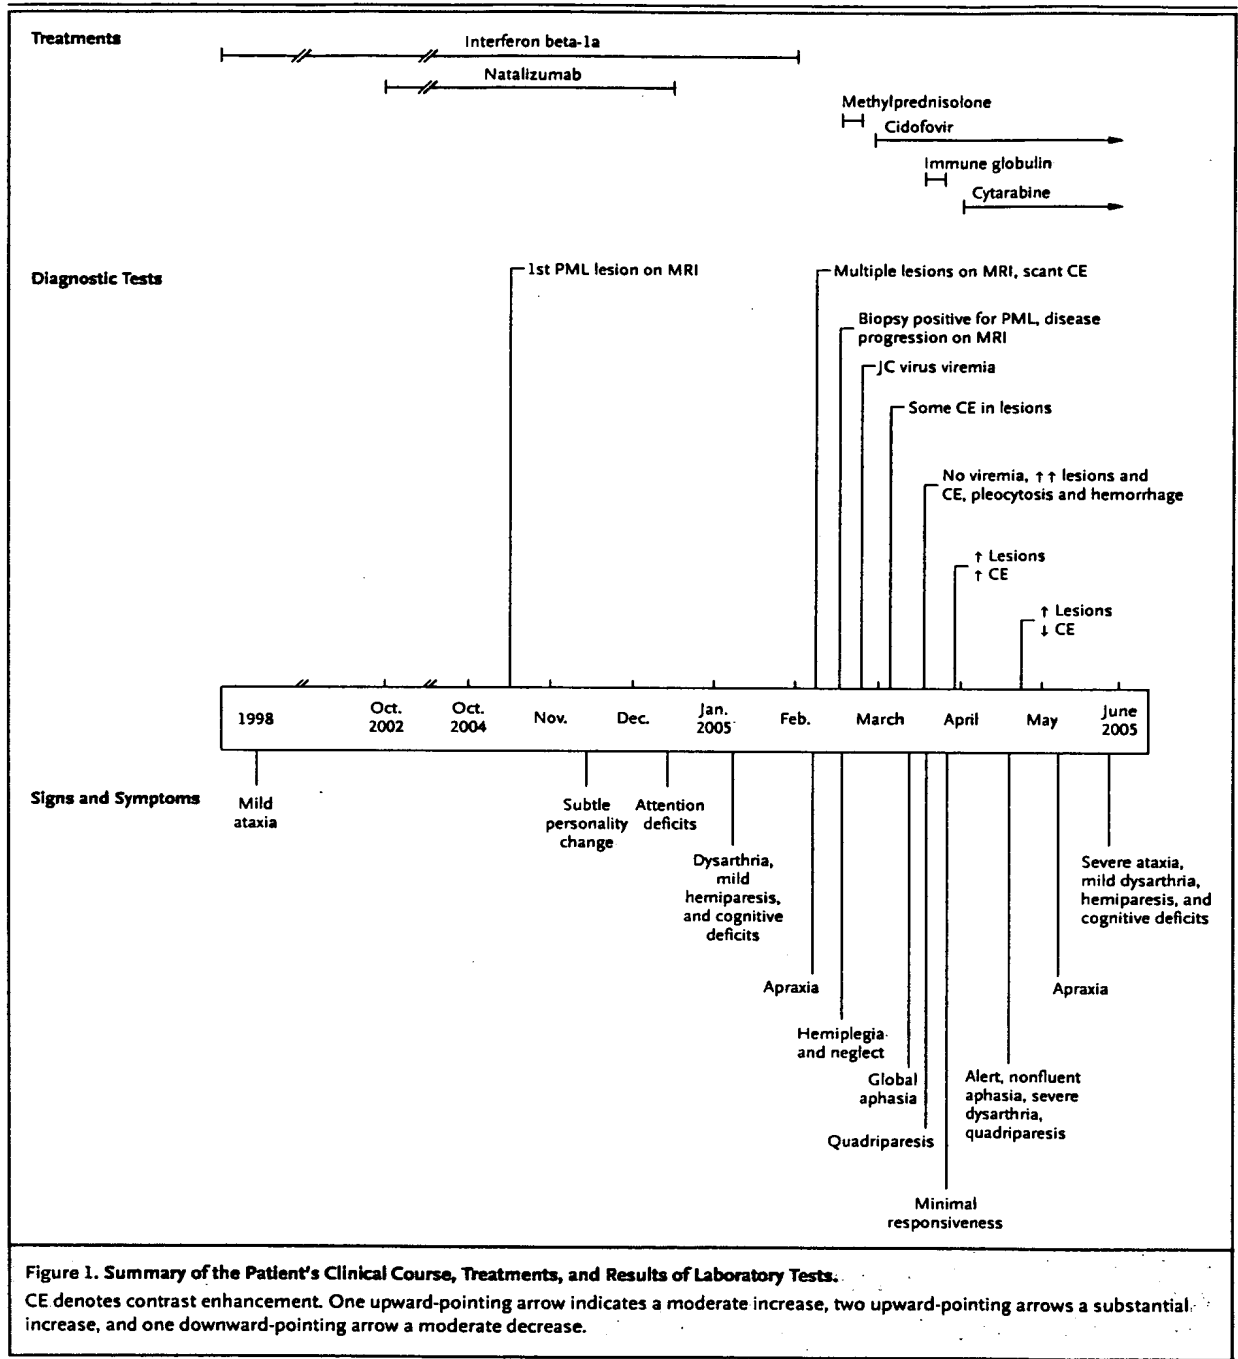 Treatments
Interferon beta-1a
Natalizumab
Methylprednisolone
Cidofovir
Immune globulin
Cytarabine
Diagnostic Tests
1st PML lesion on MRI
Multiple lesions on MRI, scant CE
Biopsy positive for PML, disease
progression on MRI
JC virus viremia
Some CE in lesions
No viremia, ↑↑ lesions and
CE, pleocytosis and hemorrhage
↑ Lesions
↑ CE
↑ Lesions
↓ CE
1998
Oct.
2002
Oct.
2004
Nov.
Dec.
Jan.
2005
Feb.
March
April
May
June
2005
Signs and Symptoms
Mild
ataxia
Subtle
personality
change
Attention
deficits
Dysarthria,
mild
hemiparesis,
and cognitive
deficits
Severe ataxia,
mild dysarthria,
hemiparesis, and
cognitive deficits
Apraxia
Apraxia
Hemiplegia
and neglect
Global
aphasia
Alert, nonfluent
aphasia, severe
dysarthria,
quadriparesis
Quadriparesis
Minimal
responsiveness
Figure 1. Summary of the Patient's Clinical Course, Treatments, and Results of Laboratory Tests.
CE denotes contrast enhancement. One upward-pointing arrow indicates a moderate increase, two upward-pointing arrows a substantial
increase, and one downward-pointing arrow a moderate decrease.